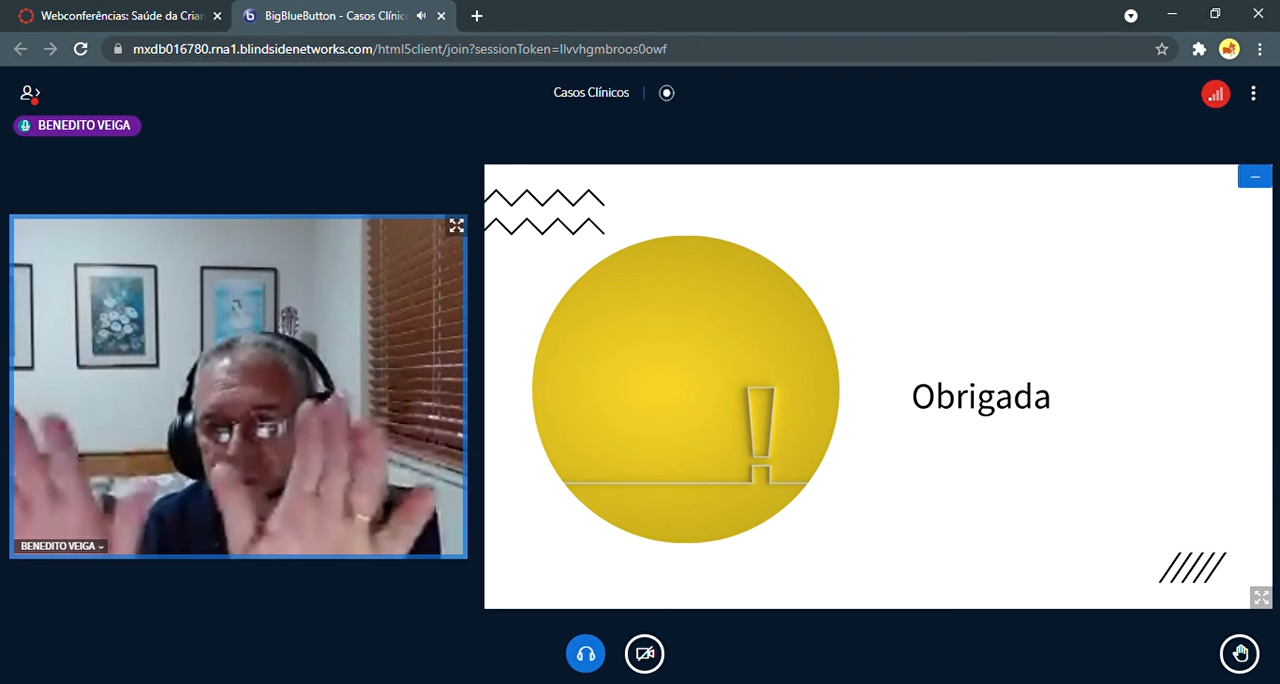 Webconferências: Saúde da Crian
BigBlueButton - Casos Clínico
mxdb016780.rna1.blindsidenetworks.com/html5client/join?sessionToken=llvvhgmbroos0owf
Casos Clínicos
BENEDITO VEIGA
Obrigada
!
BENEDITO VEIGA